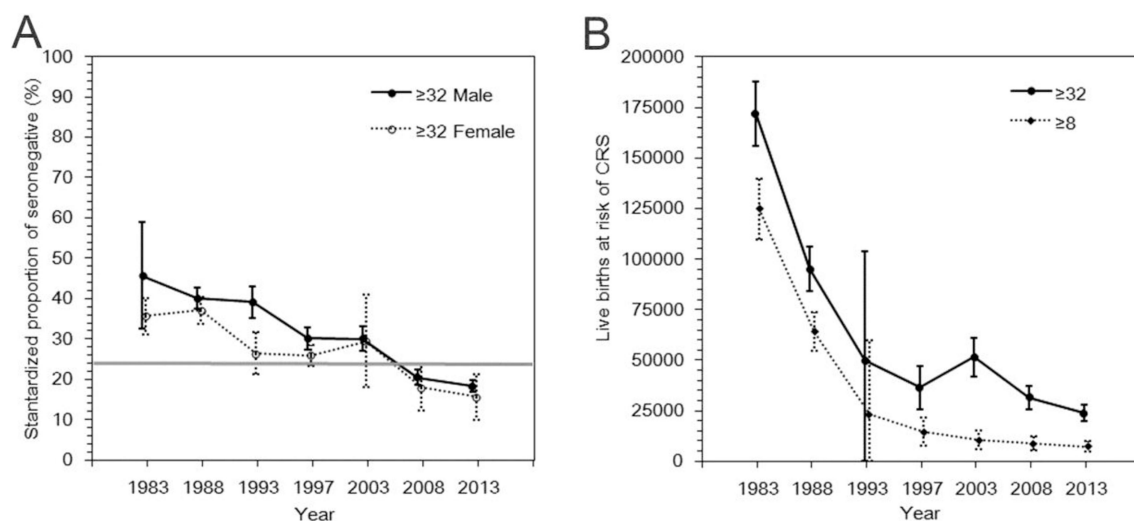 A
Stantardized proportion of seronegative (%)
100
90
80
70
60
50
40
30
20
10
0
≥32 Male
≥32 Female
1983 1988 1993 1997 2003 2008 2013
Year
B
Live births at risk of CRS
200000
175000
150000
125000
100000
75000
50000
25000
0
≥32
≥8
1983 1988 1993 1997 2003 2008 2013
Year